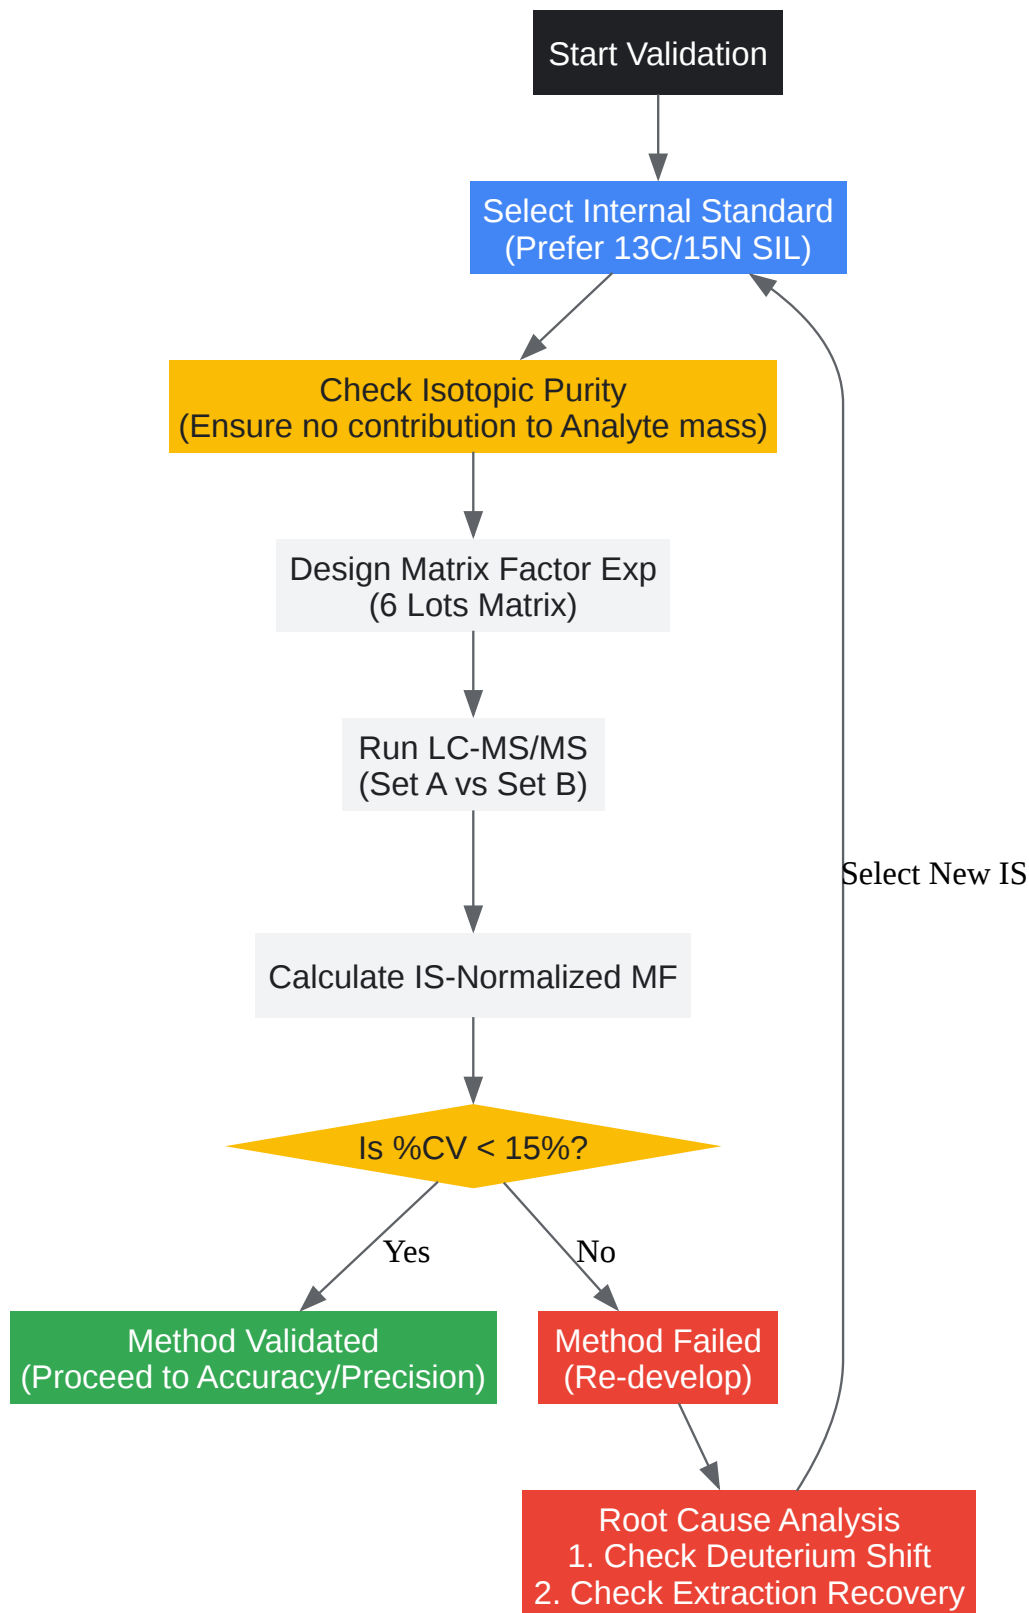 Start Validation
Select Internal Standard
(Prefer 13C/15N SIL)
Check Isotopic Purity
(Ensure no contribution to Analyte mass)
Design Matrix Factor Exp
(6 Lots Matrix)
Run LC-MS/MS
(Set A vs Set B)
Select New IS
Calculate IS-Normalized MF
Is %CV < 15%?
Yes
No
Method Validated
(Proceed to Accuracy/Precision)
Method Failed
(Re-develop)
Root Cause Analysis
1. Check Deuterium Shift
2. Check Extraction Recovery